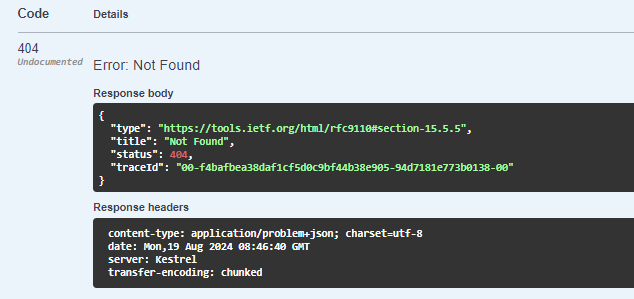 Code Details
404
Undocumented
Error: Not Found
Response body
{
  "type": "https://tools.ietf.org/html/rfc9110#section-15.5.5",
  "title": "Not Found",
  "status": 404,
  "traceId": "00-f4bafbea38daf1cf5d0c9bf44b38e905-94d7181e773b0138-00"
}
Response headers
content-type: application/problem+json; charset=utf-8
date: Mon,19 Aug 2024 08:46:40 GMT
server: Kestrel
transfer-encoding: chunked